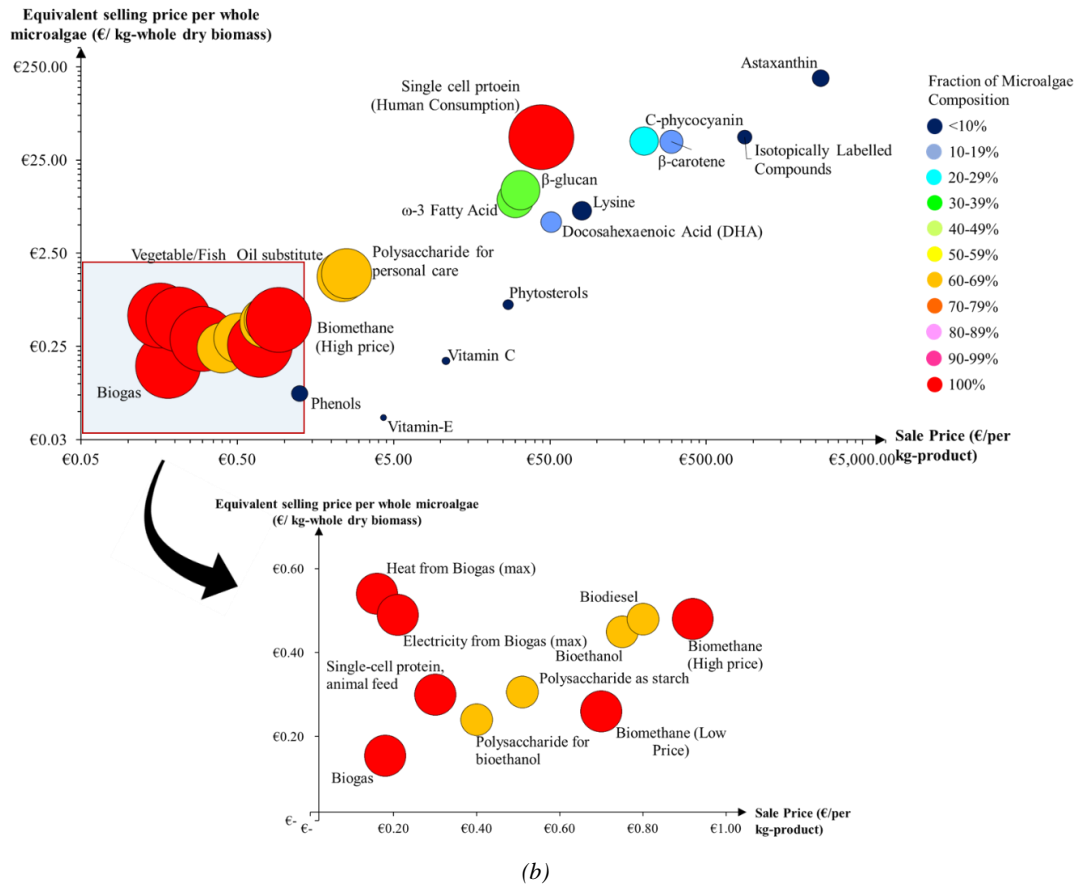 Equivalent selling price per whole
microalgae (€/ kg-whole dry biomass)
€250.00
€25.00
€2.50
€0.25
€0.03
Astaxanthin
Single cell prtoein
(Human Consumption)
C-phycocyanin
β-carotene
Isotopically Labelled
Compounds
β-glucan
ω-3 Fatty Acid
Lysine
Docosahexaenoic Acid (DHA)
Vegetable/Fish Oil substitute
Polysaccharide for
personal care
Phytosterols
Biomethane
(High price)
Vitamin C
Biogas
Phenols
Vitamin-E
€0.05
€0.50
€5.00
€50.00
€500.00
€5,000.00
Sale Price (€/per
kg-product)
Fraction of Microalgae
Composition
<10%
10-19%
20-29%
30-39%
40-49%
50-59%
60-69%
70-79%
80-89%
90-99%
100%
Equivalent selling price per whole microalgae
(€/ kg-whole dry biomass)
€0.60
€0.40
€0.20
€-
Heat from Biogas (max)
Electricity from Biogas (max)
Biodiesel
Bioethanol
Biomethane
(High price)
Single-cell protein,
animal feed
Polysaccharide as starch
Polysaccharide for
bioethanol
Biomethane (Low
Price)
Biogas
€-
€0.20
€0.40
€0.60
€0.80
€1.00
Sale Price (€/per
kg-product)
(b)